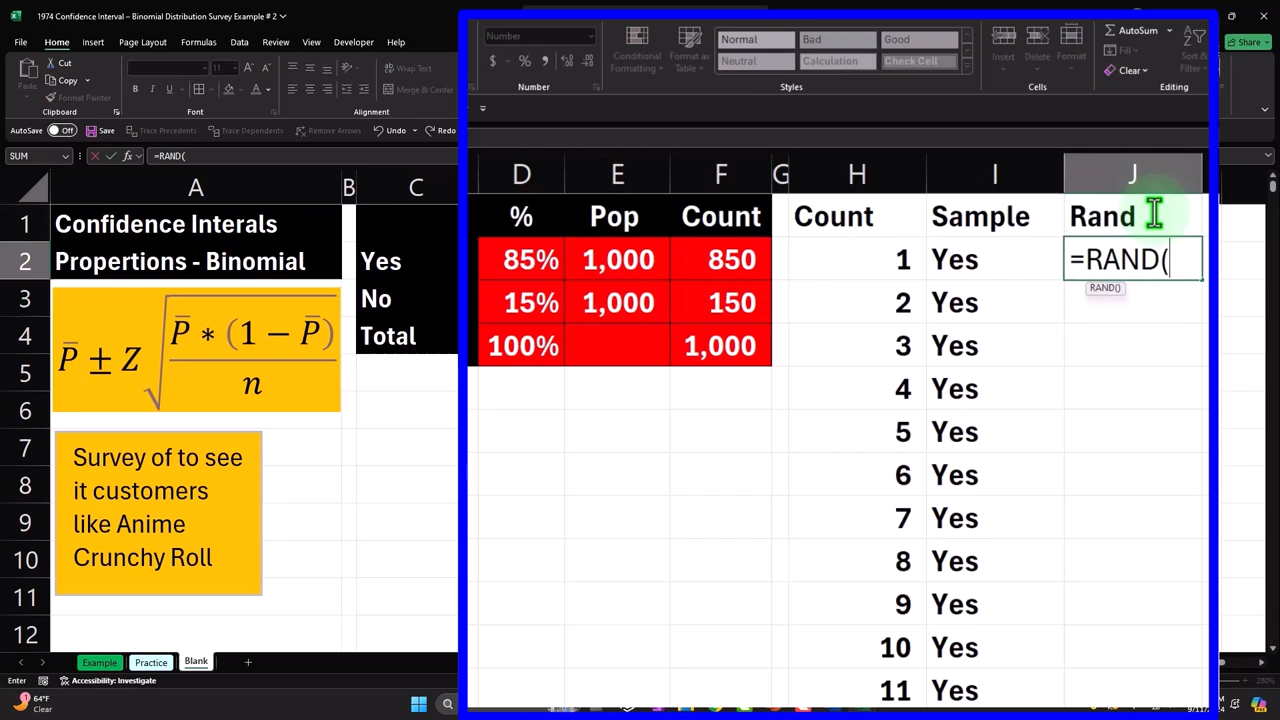 1974 Confidence Interval – Binomial Distribution Survey Example # 2
File Home Insert Page Layout Formulas Data Review View Developer Help
Share
Cut
Copy
Paste
Format Painter
Clipboard
Wrap Text
Merge & Center
Alignment
Number
Conditional Formatting
Format as Table
Normal Bad Good
Neutral Calculation Check Cell
Styles
Insert Delete Format
Cells
AutoSum
Fill
Clear
Sort &
Editing
AutoSave Off Save Trace Precedents Trace Dependents Remove Arrows Undo Redo
SUM =RAND(
A B C D E F G H I J
1 Confidence Interals % Pop Count Count Sample Rand
2 Propertions - Binomial Yes 85% 1,000 850 1 Yes =RAND(
RAND()
3 No 15% 1,000 150 2 Yes
4 Total 100% 1,000 3 Yes
P̅ ± Z √ P̅ * (1 − P̅) / n
5 4 Yes
6 5 Yes
7 6 Yes
8 7 Yes
9 8 Yes
10 9 Yes
11 10 Yes
12 11 Yes
Survey of to see
it customers
like Anime
Crunchy Roll
Example Practice Blank
Enter Accessibility: Investigate
64°F
Clear